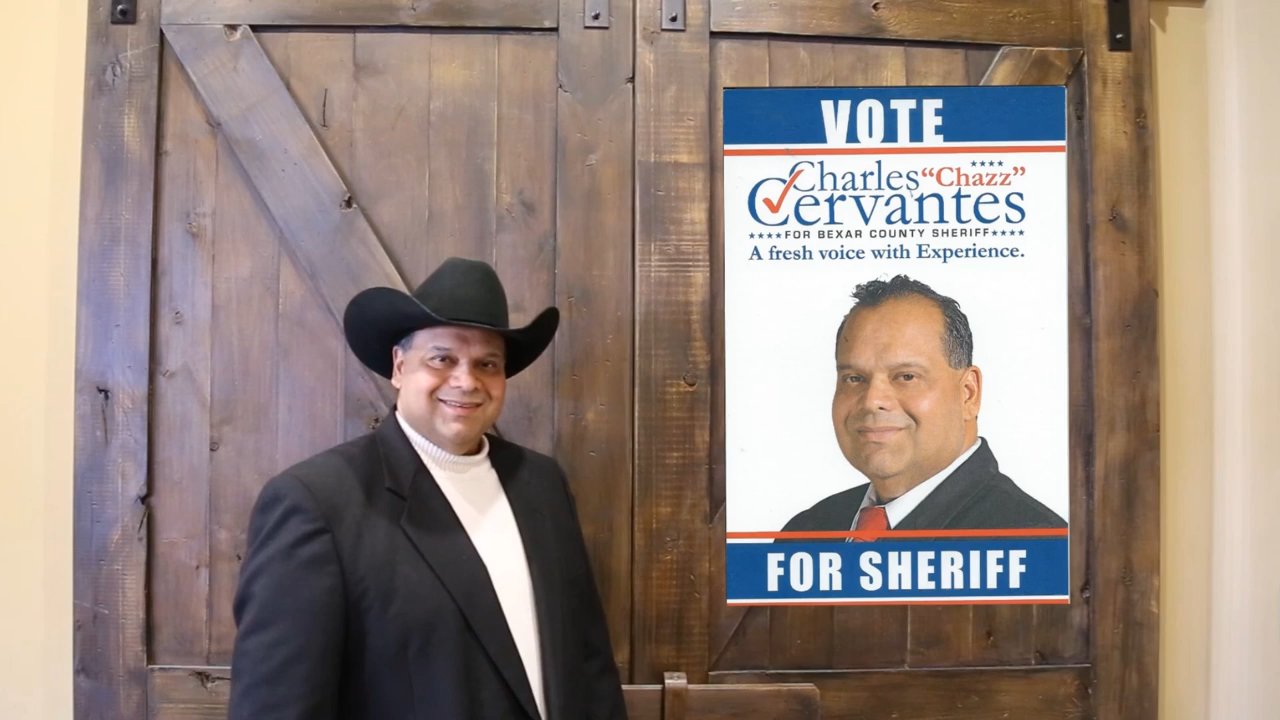 VOTE
Charles “Chazz”
Cervantes
FOR BEXAR COUNTY SHERIFF
A fresh voice with Experience.
FOR SHERIFF